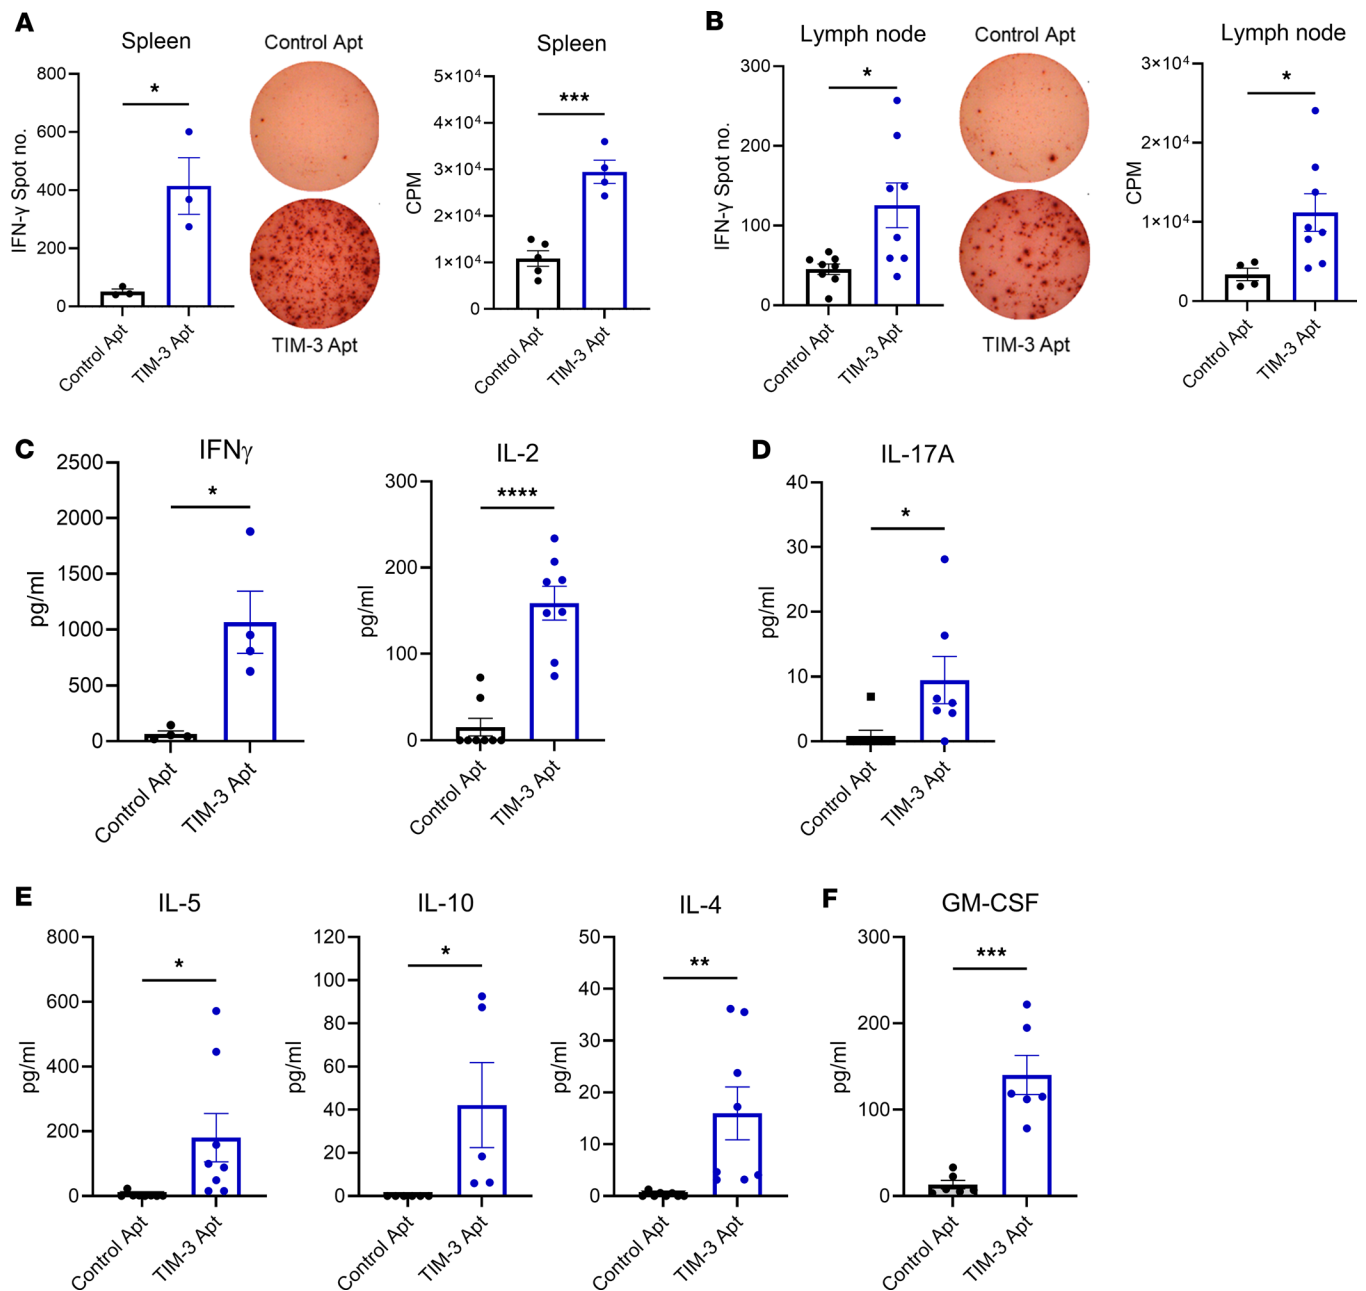 A
Spleen
IFN-γ Spot no.
800
600
400
200
0
*
Control Apt
TIM-3 Apt
Control Apt
TIM-3 Apt
Spleen
CPM
5×10⁴
4×10⁴
3×10⁴
2×10⁴
1×10⁴
0
***
Control Apt
TIM-3 Apt
B
Lymph node
IFN-γ Spot no.
300
200
100
0
*
Control Apt
TIM-3 Apt
Control Apt
TIM-3 Apt
Lymph node
CPM
3×10⁴
2×10⁴
1×10⁴
0
*
Control Apt
TIM-3 Apt
C
IFNγ
pg/ml
2500
2000
1500
1000
500
0
*
Control Apt
TIM-3 Apt
IL-2
pg/ml
300
200
100
0
****
Control Apt
TIM-3 Apt
D
IL-17A
pg/ml
40
30
20
10
0
*
Control Apt
TIM-3 Apt
E
IL-5
pg/ml
800
600
400
200
0
*
Control Apt
TIM-3 Apt
IL-10
pg/ml
120
100
80
60
40
20
0
*
Control Apt
TIM-3 Apt
IL-4
pg/ml
50
40
30
20
10
0
**
Control Apt
TIM-3 Apt
F
GM-CSF
pg/ml
300
200
100
0
***
Control Apt
TIM-3 Apt